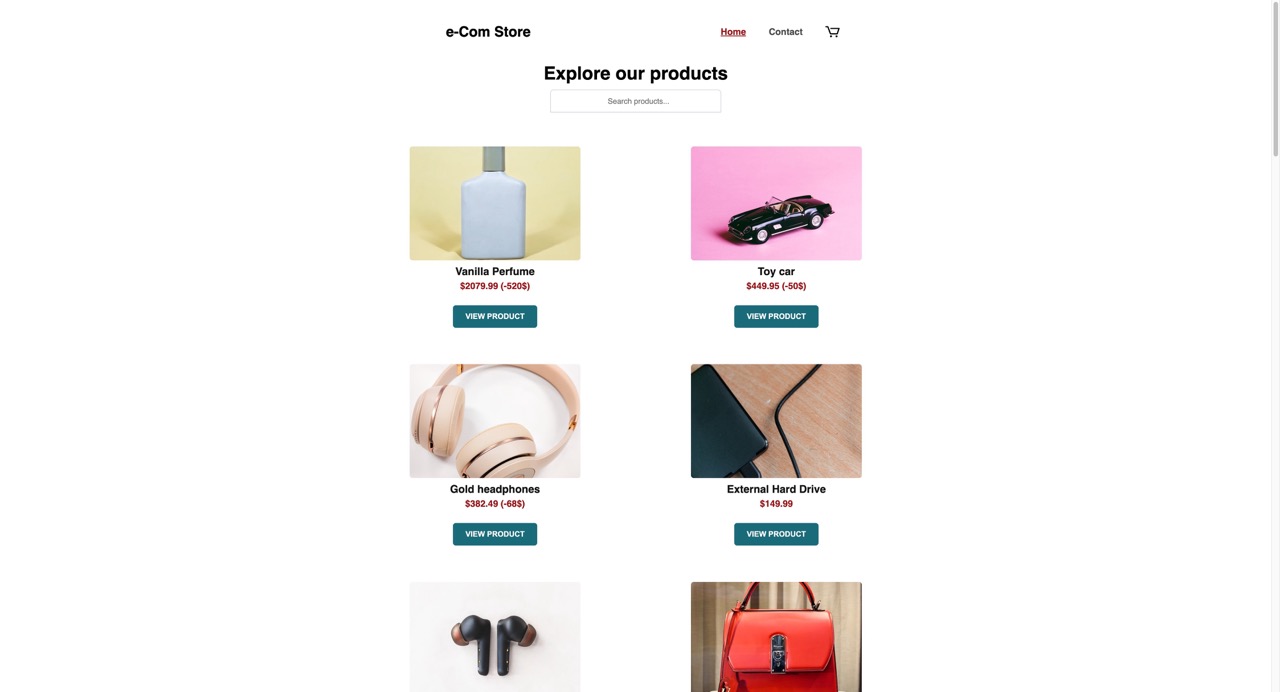 e-Com Store
Home
Contact
Explore our products
Search products...
Vanilla Perfume
$2079.99 (-520$)
VIEW PRODUCT
Toy car
$449.95 (-50$)
VIEW PRODUCT
Gold headphones
$382.49 (-68$)
VIEW PRODUCT
External Hard Drive
$149.99
VIEW PRODUCT